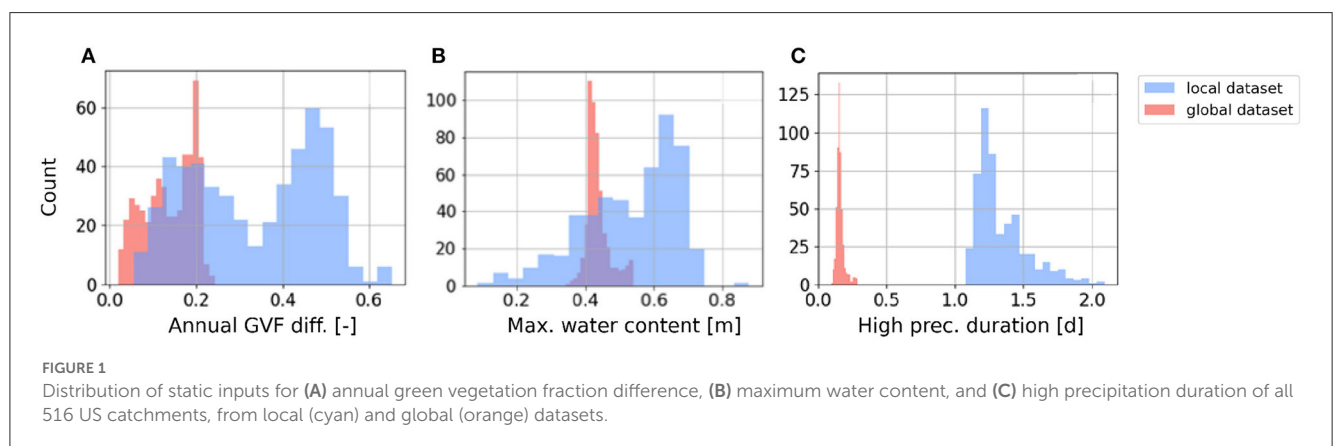 A
B
C
Count
60
40
20
0
0.0
0.2
0.4
0.6
Annual GVF diff. [-]
100
80
60
40
20
0
0.2
0.4
0.6
0.8
Max. water content [m]
125
100
75
50
25
0
0.0
0.5
1.0
1.5
2.0
High prec. duration [d]
local dataset
global dataset
FIGURE 1
Distribution of static inputs for (A) annual green vegetation fraction difference, (B) maximum water content, and (C) high precipitation duration of all
516 US catchments, from local (cyan) and global (orange) datasets.